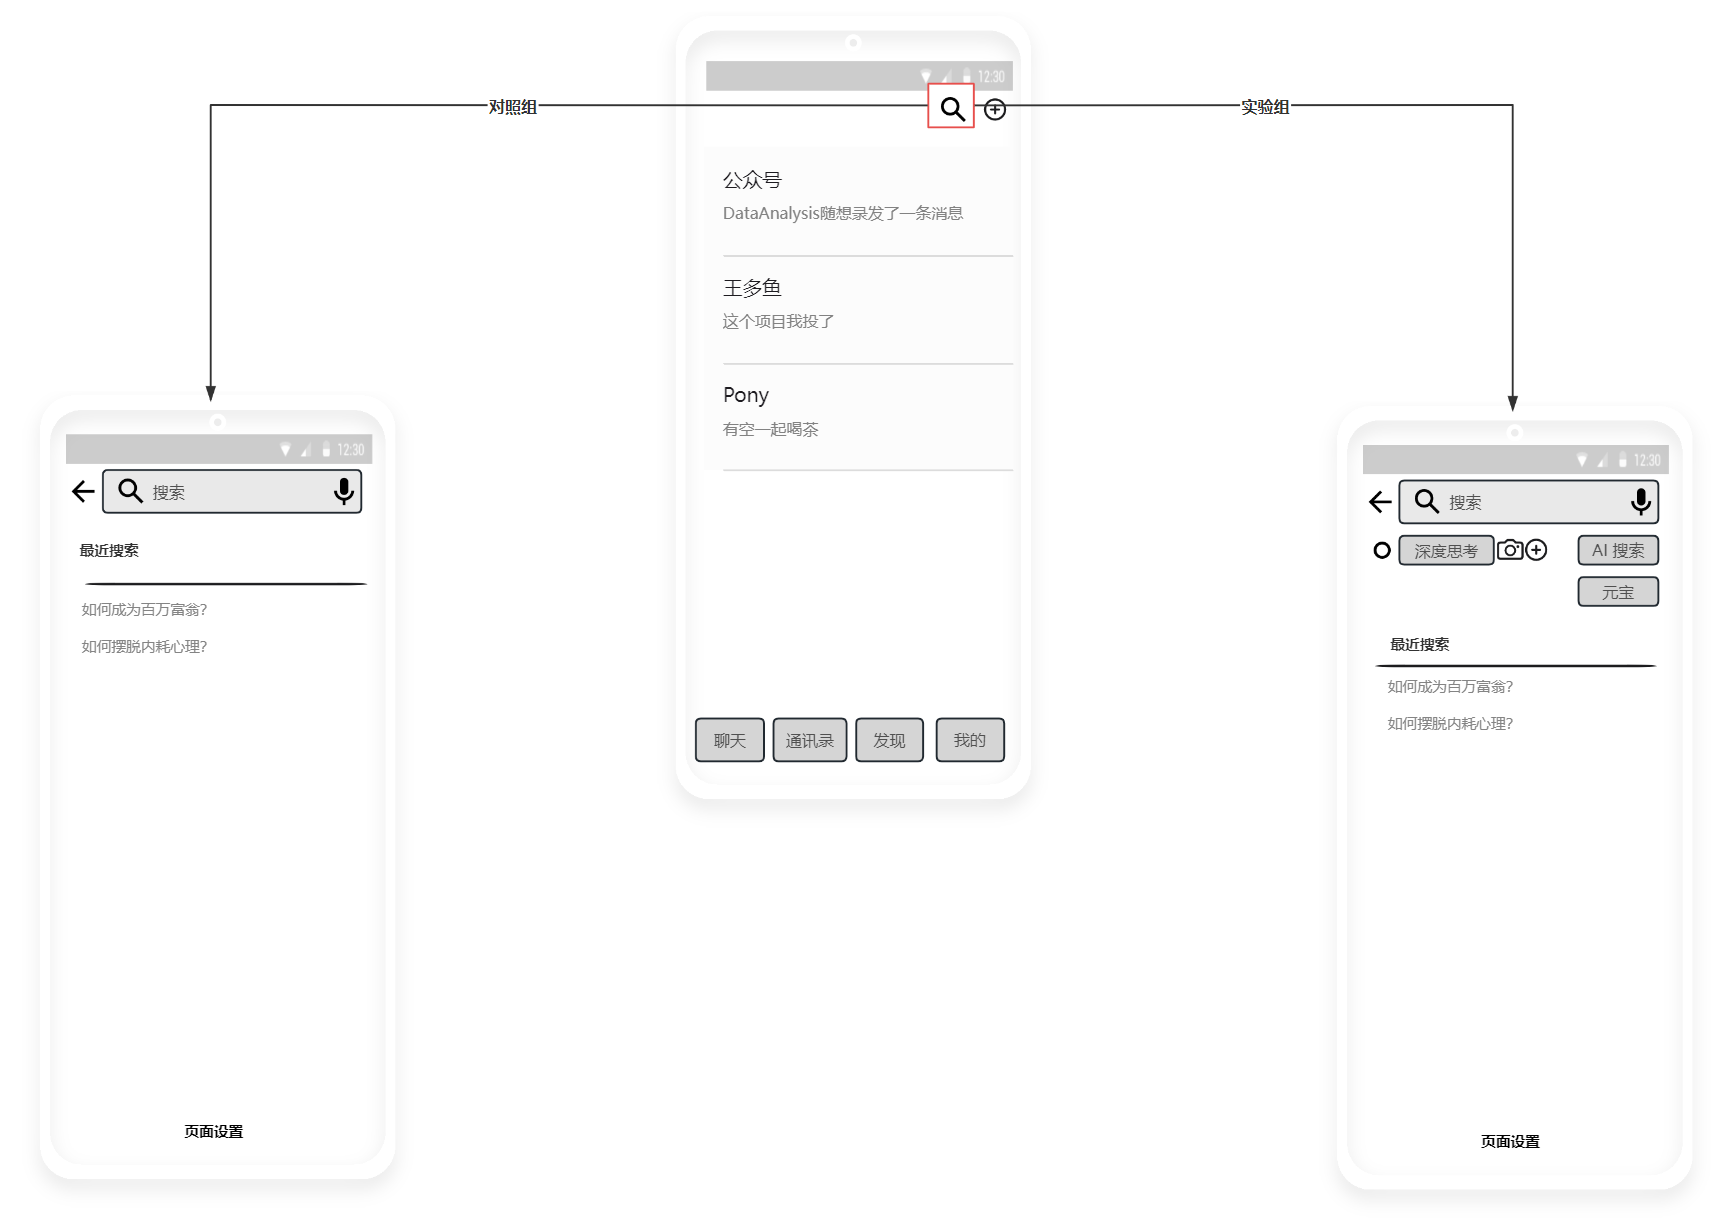 12:30
对照组
实验组
公众号
DataAnalysis随想录发了一条消息
王多鱼
这个项目我投了
Pony
有空一起喝茶
聊天
通讯录
发现
我的
12:30
搜索
最近搜索
如何成为百万富翁?
如何摆脱内耗心理?
页面设置
12:30
搜索
深度思考
AI 搜索
元宝
最近搜索
如何成为百万富翁?
如何摆脱内耗心理?
页面设置